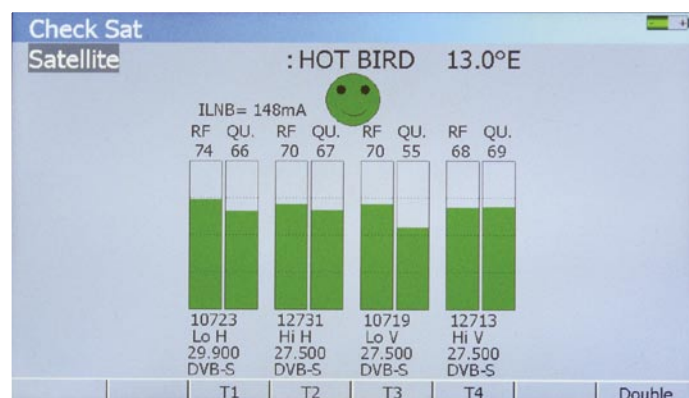 Check Sat
Satellite : HOT BIRD 13.0°E
ILNB= 148mA
RF QU. RF QU. RF QU. RF QU.
74 66 70 67 70 55 68 69
10723 12731 10719 12713
Lo H Hi H Lo V Hi V
29.900 27.500 27.500 27.500
DVB-S DVB-S DVB-S DVB-S
T1 T2 T3 T4 Double